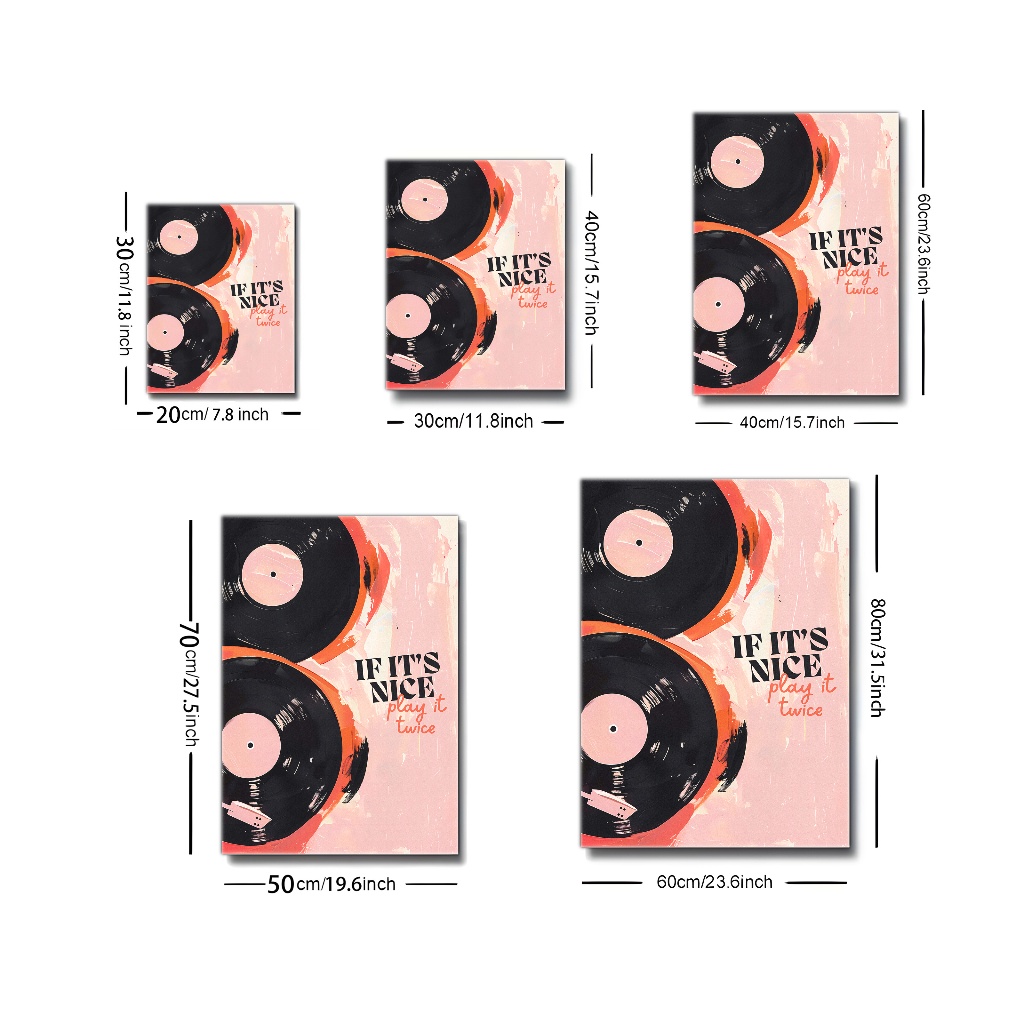 30cm/11.8 inch
IF IT'S
NICE
play it
twice
20cm/ 7.8 inch
40cm/15.7inch
IF IT'S
NICE
play it
twice
30cm/11.8inch
60cm/23.6inch
IF IT'S
NICE
play it
twice
40cm/15.7inch
70cm/27.5inch
IF IT'S
NICE
play it
twice
50cm/19.6inch
80cm/31.5inch
IF IT'S
NICE
play it
twice
60cm/23.6inch